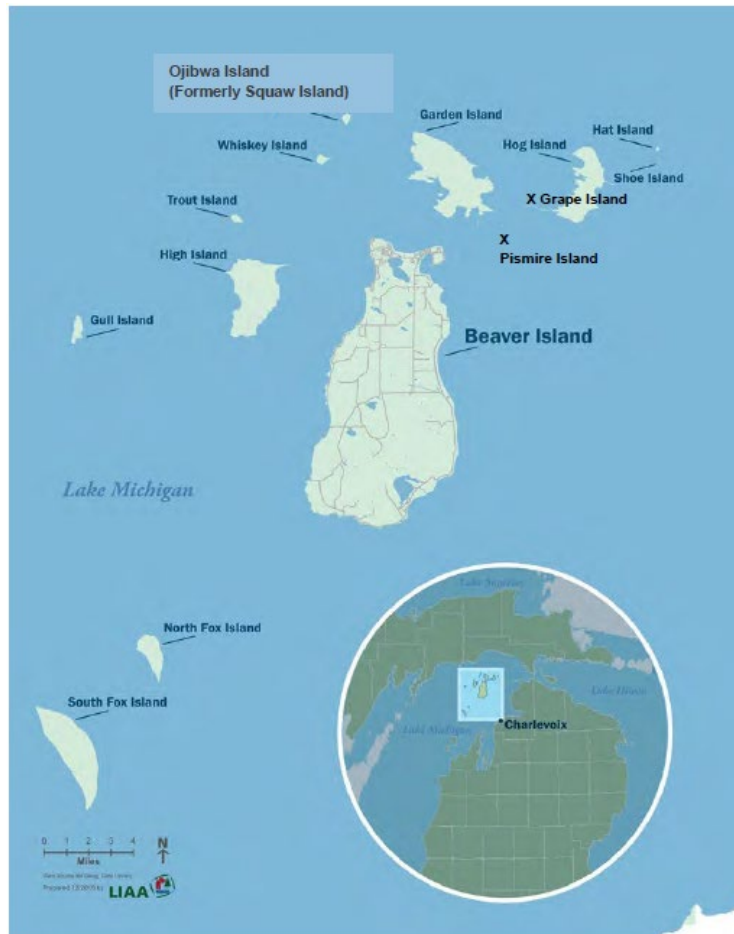 Ojibwa Island
(Formerly Squaw Island)
Garden Island
Hat Island
Whiskey Island
Hog Island
Shoe Island
Trout Island
X Grape Island
High Island
X
Pismire Island
Gull Island
Beaver Island
Lake Michigan
North Fox Island
South Fox Island
Lake Superior
Lake Huron
Lake Michigan
Charlevoix
0 1 2 3 4
Miles
N
LIAA